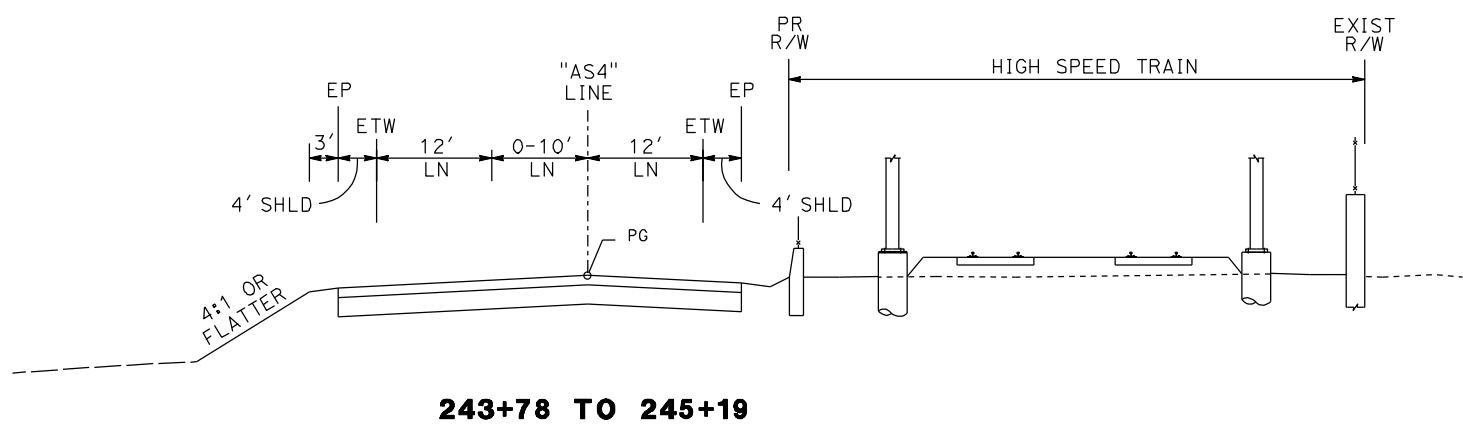 PR
R/W
EXIST
R/W
HIGH SPEED TRAIN
"AS4"
LINE
EP
EP
ETW
ETW
3'
12'
LN
0-10'
LN
12'
LN
4' SHLD
4' SHLD
PG
4:1 OR
FLATTER
243+78 TO 245+19